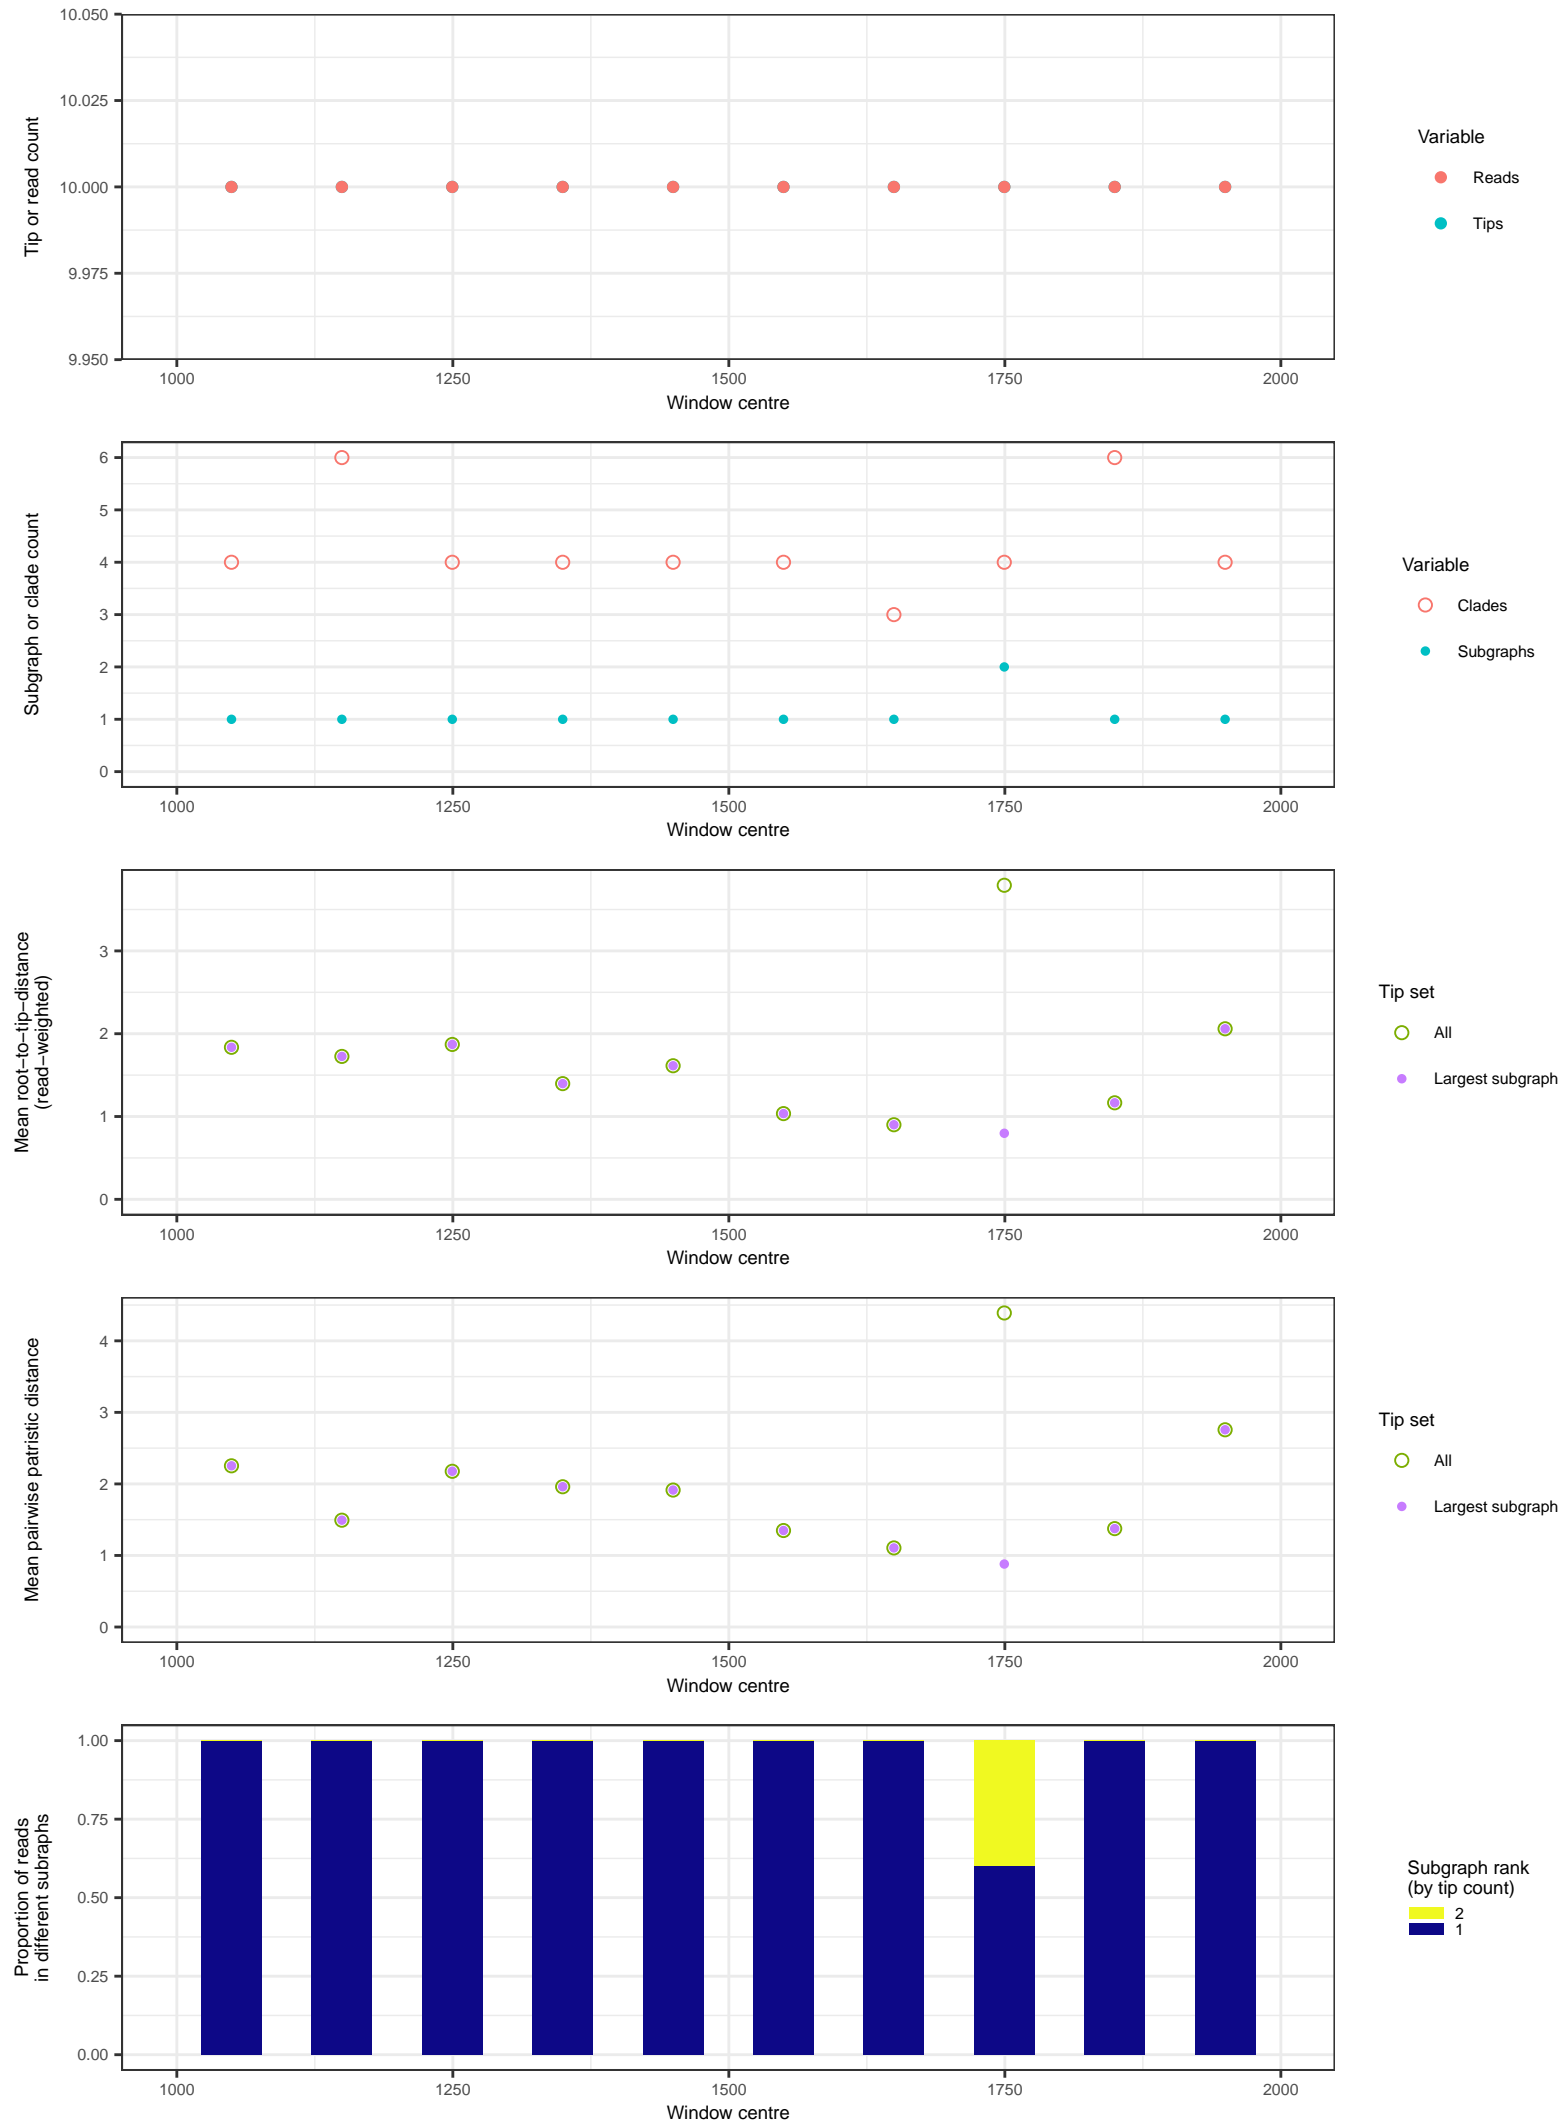 10.050
10.025
10.000
9.975
9.950
Tip or read count
1000
1250
1500
1750
2000
Window centre
Variable
Reads
Tips
6
5
4
3
2
1
0
Subgraph or clade count
1000
1250
1500
1750
2000
Window centre
Variable
Clades
Subgraphs
3
2
1
0
Mean root−to−tip−distance
(read−weighted)
1000
1250
1500
1750
2000
Window centre
Tip set
All
Largest subgraph
4
3
2
1
0
Mean pairwise patristic distance
1000
1250
1500
1750
2000
Window centre
Tip set
All
Largest subgraph
1.00
0.75
0.50
0.25
0.00
Proportion of reads
in different subraphs
1000
1250
1500
1750
2000
Window centre
Subgraph rank
(by tip count)
2
1